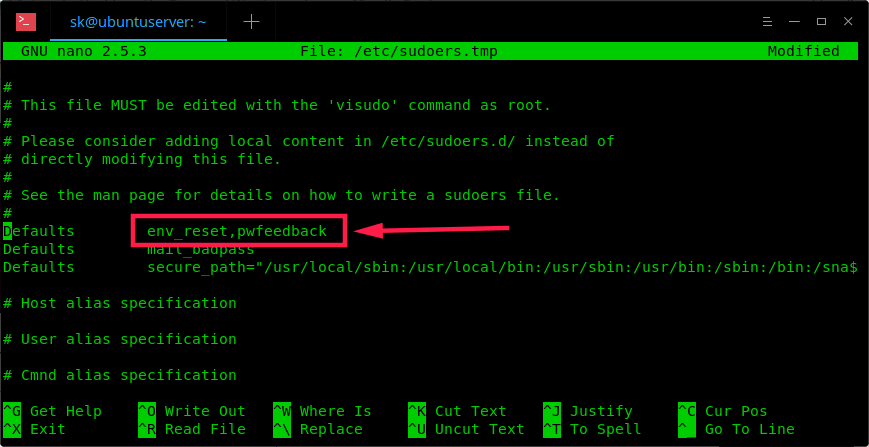 sk@ubuntuserver: ~
GNU nano 2.5.3 File: /etc/sudoers.tmp Modified
#
# This file MUST be edited with the 'visudo' command as root.
#
# Please consider adding local content in /etc/sudoers.d/ instead of
# directly modifying this file.
#
# See the man page for details on how to write a sudoers file.
#
Defaults env_reset,pwfeedback
Defaults mail_badpass
Defaults secure_path="/usr/local/sbin:/usr/local/bin:/usr/sbin:/usr/bin:/sbin:/bin:/sna$
# Host alias specification
# User alias specification
# Cmnd alias specification
^G Get Help ^O Write Out ^W Where Is ^K Cut Text ^J Justify ^C Cur Pos
^X Exit ^R Read File ^\ Replace ^U Uncut Text ^T To Spell ^_ Go To Line